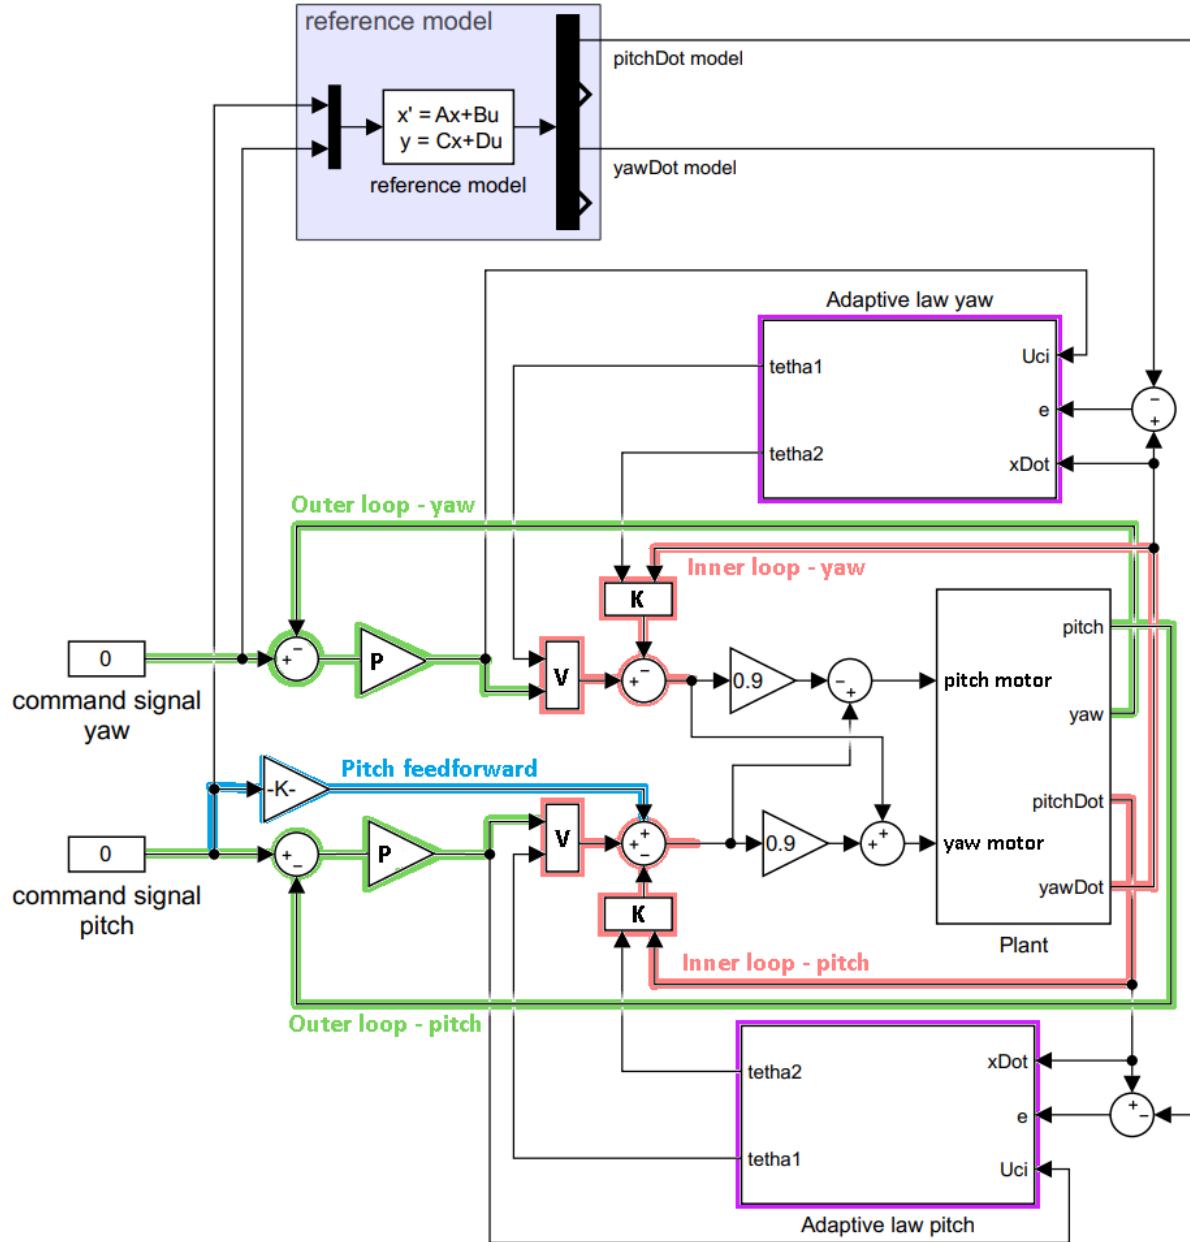 reference model
pitchDot model
x' = Ax+Bu
y = Cx+Du
reference model
yawDot model
Adaptive law yaw
Uci
tetha1
e
tetha2
xDot
Outer loop - yaw
Inner loop - yaw
K
pitch
0
+
-
P
V
+
-
0.9
-
+
pitch motor
command signal
yaw
yaw
-
+
Pitch feedforward
-K-
pitchDot
0
+
-
P
V
+
+
-
0.9
+
+
yaw motor
command signal
pitch
K
yawDot
Plant
Inner loop - pitch
Outer loop - pitch
tetha2
xDot
+
-
e
tetha1
Uci
Adaptive law pitch